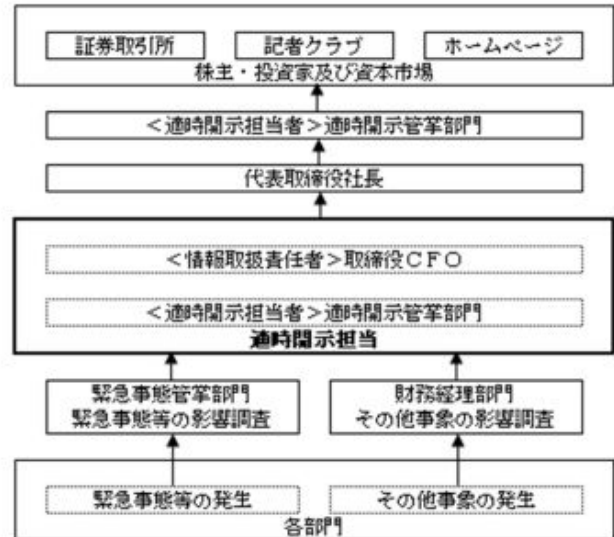 証券取引所 記者クラブ ホームページ
株主・投資家及び資本市場
＜適時開示担当者＞適時開示管掌部門
代表取締役社長
＜情報取扱責任者＞取締役ＣＦＯ
＜適時開示担当者＞適時開示管掌部門
適時開示担当
緊急事態管掌部門
緊急事態等の影響調査
財務経理部門
その他事象の影響調査
緊急事態等の発生 その他事象の発生
各部門